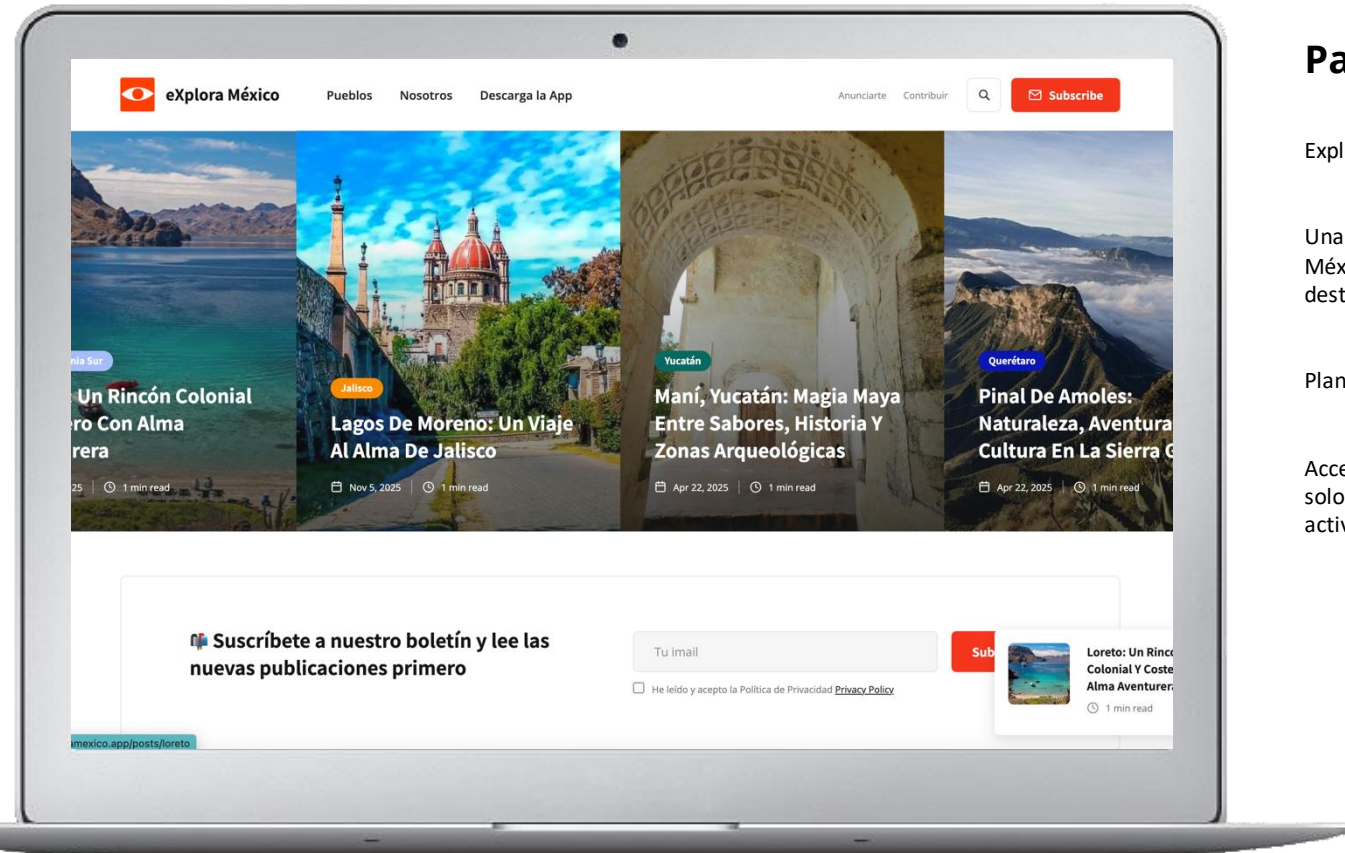 eXplora México
Pueblos Nosotros Descarga la App
Anunciarte Contribuir
Subscribe
nia Sur
Un Rincón Colonial
ro Con Alma
rera
25 1 min read
Jalisco
Lagos De Moreno: Un Viaje
Al Alma De Jalisco
Nov 5, 2025 1 min read
Yucatán
Maní, Yucatán: Magia Maya
Entre Sabores, Historia Y
Zonas Arqueológicas
Apr 22, 2025 1 min read
Querétaro
Pinal De Amoles:
Naturaleza, Aventura
Cultura En La Sierra G
Apr 22, 2025 1 min read
Suscríbete a nuestro boletín y lee las
nuevas publicaciones primero
Tu imail
Sub
He leído y acepto la Política de Privacidad Privacy Policy
Loreto: Un Rinco
Colonial Y Coste
Alma Aventurera
1 min read
amexico.app/posts/loreto
Pa
Expl
Una
Méx
dest
Plan
Acce
solo
activ